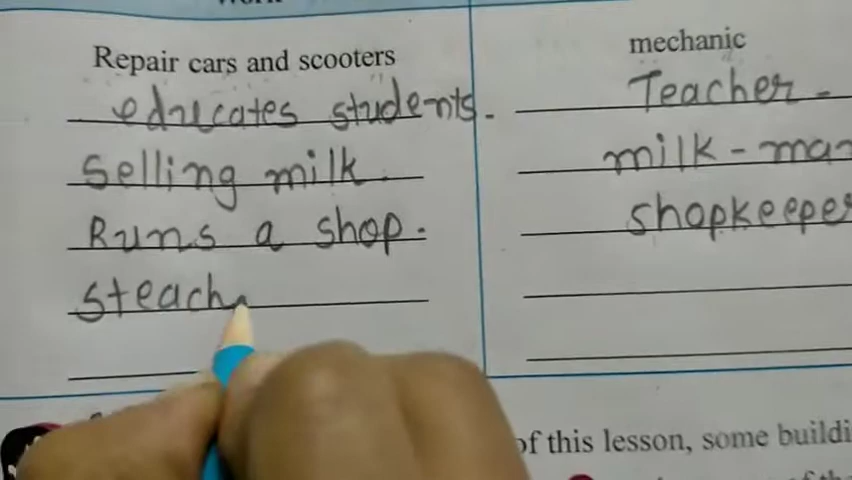 Repair cars and scooters
mechanic
educates students.
Teacher.
Selling milk.
milk-man
Runs a shop.
shopkeeper
Steach
of this lesson, some buildi